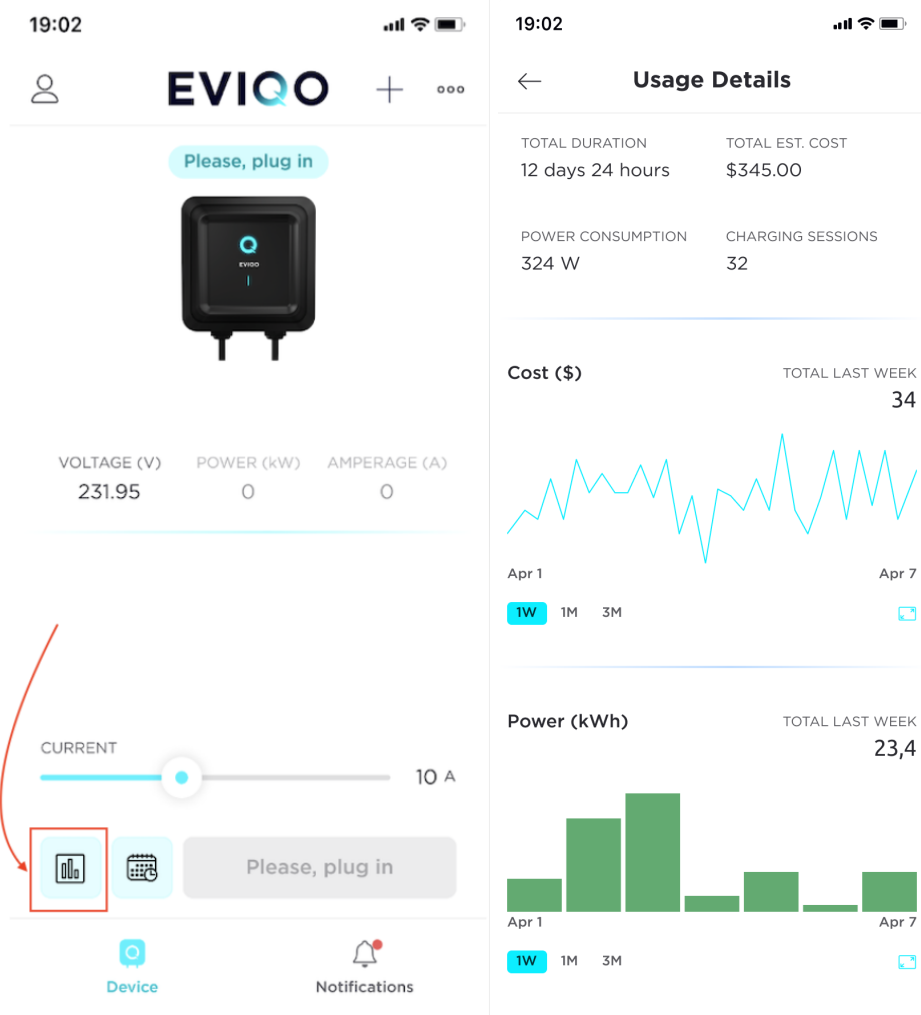 19:02
EVIQO
Please, plug in
EVIQO
VOLTAGE (V) POWER (kW) AMPERAGE (A)
231.95 0 0
CURRENT
10 A
Please, plug in
Device Notifications
19:02
Usage Details
TOTAL DURATION TOTAL EST. COST
12 days 24 hours $345.00
POWER CONSUMPTION CHARGING SESSIONS
324 W 32
Cost ($) TOTAL LAST WEEK
34
Apr 1 Apr 7
1W 1M 3M
Power (kWh) TOTAL LAST WEEK
23,4
Apr 1 Apr 7
1W 1M 3M